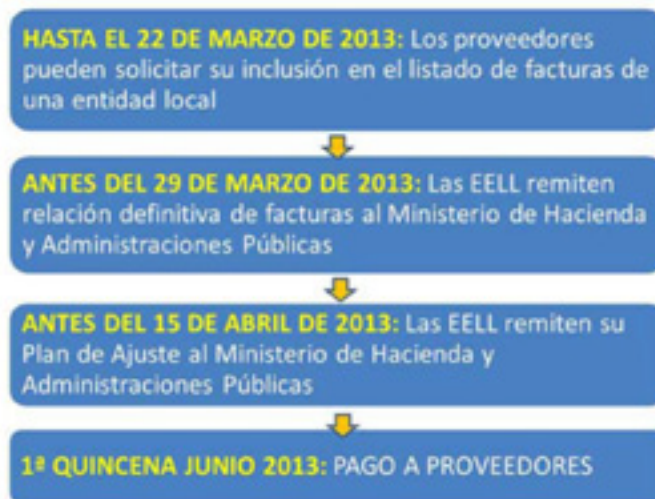 HASTA EL 22 DE MARZO DE 2013: Los proveedores
pueden solicitar su inclusión en el listado de facturas de
una entidad local
ANTES DEL 29 DE MARZO DE 2013: Las EELL remiten
relación definitiva de facturas al Ministerio de Hacienda
y Administraciones Públicas
ANTES DEL 15 DE ABRIL DE 2013: Las EELL remiten su
Plan de Ajuste al Ministerio de Hacienda y
Administraciones Públicas
1ª QUINCENA JUNIO 2013: PAGO A PROVEEDORES